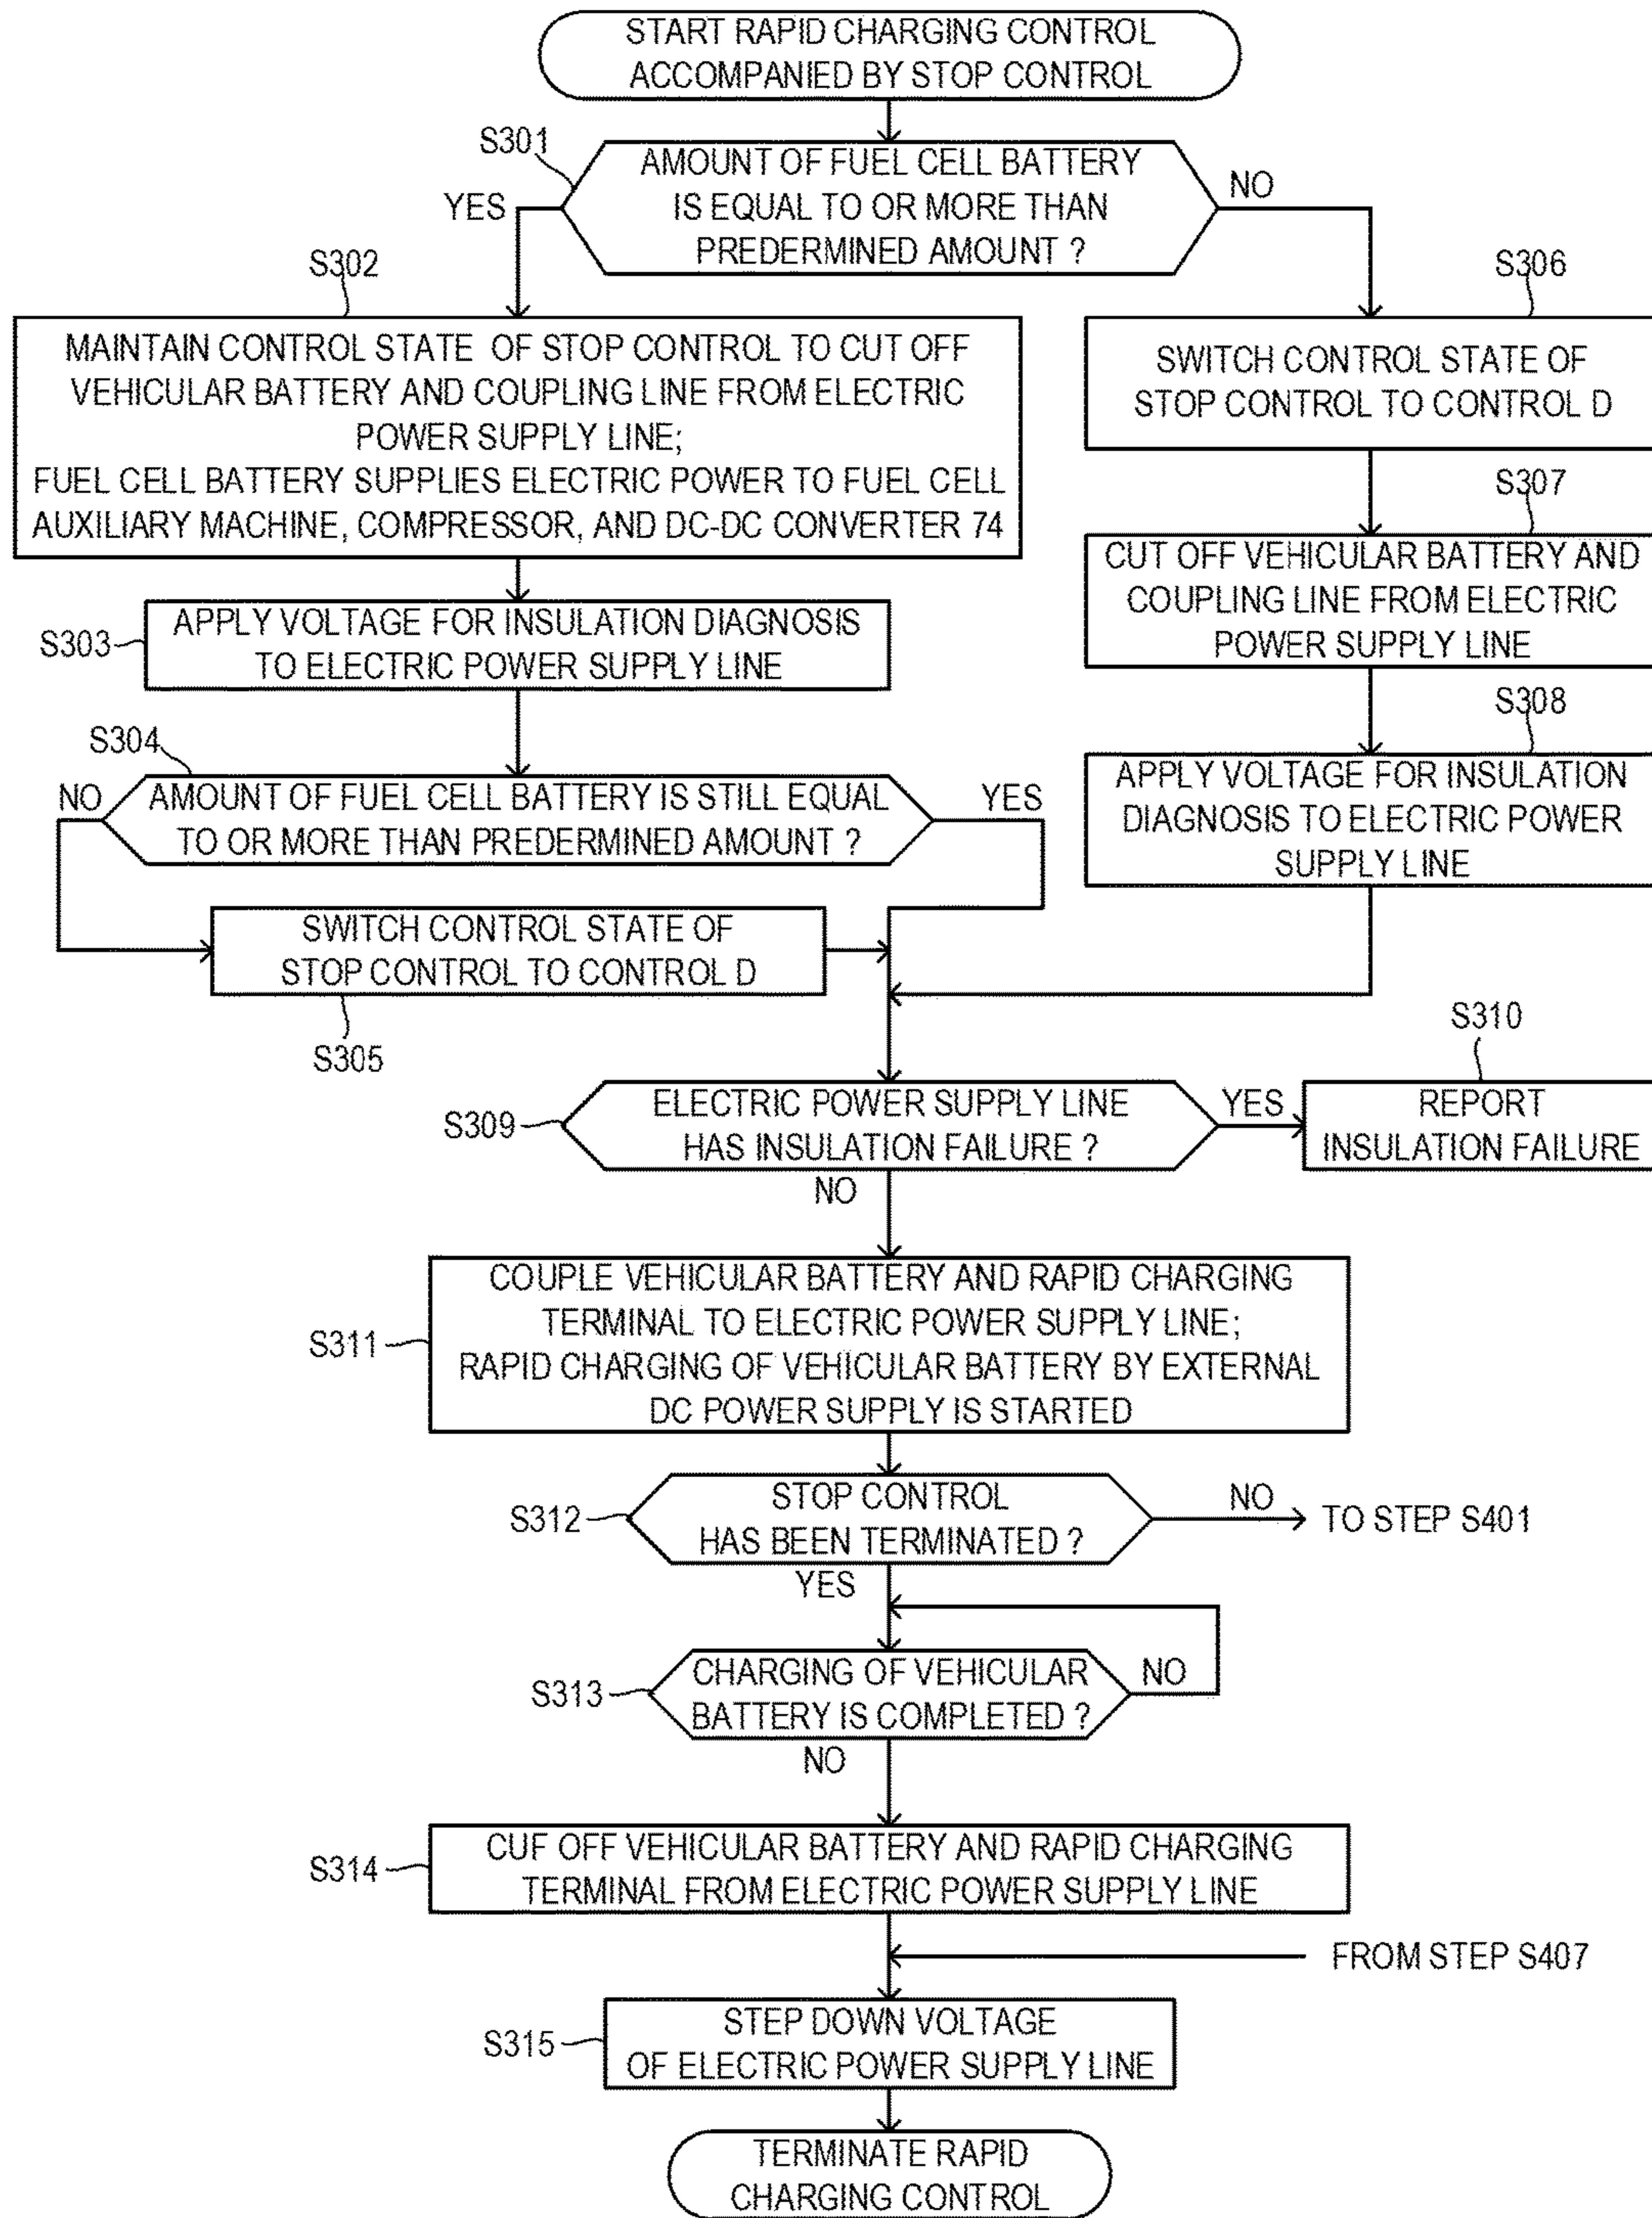 START RAPID CHARGING CONTROL
ACCOMPANIED BY STOP CONTROL
S301
AMOUNT OF FUEL CELL BATTERY
IS EQUAL TO OR MORE THAN
PREDERMINED AMOUNT ?
YES
NO
S302
MAINTAIN CONTROL STATE OF STOP CONTROL TO CUT OFF
VEHICULAR BATTERY AND COUPLING LINE FROM ELECTRIC
POWER SUPPLY LINE;
FUEL CELL BATTERY SUPPLIES ELECTRIC POWER TO FUEL CELL
AUXILIARY MACHINE, COMPRESSOR, AND DC-DC CONVERTER 74
S306
SWITCH CONTROL STATE OF
STOP CONTROL TO CONTROL D
S307
CUT OFF VEHICULAR BATTERY AND
COUPLING LINE FROM ELECTRIC
POWER SUPPLY LINE
S303
APPLY VOLTAGE FOR INSULATION DIAGNOSIS
TO ELECTRIC POWER SUPPLY LINE
S308
APPLY VOLTAGE FOR INSULATION
DIAGNOSIS TO ELECTRIC POWER
SUPPLY LINE
S304
NO
AMOUNT OF FUEL CELL BATTERY IS STILL EQUAL
TO OR MORE THAN PREDERMINED AMOUNT ?
YES
SWITCH CONTROL STATE OF
STOP CONTROL TO CONTROL D
S305
S309
ELECTRIC POWER SUPPLY LINE
HAS INSULATION FAILURE ?
YES
NO
S310
REPORT
INSULATION FAILURE
S311
COUPLE VEHICULAR BATTERY AND RAPID CHARGING
TERMINAL TO ELECTRIC POWER SUPPLY LINE;
RAPID CHARGING OF VEHICULAR BATTERY BY EXTERNAL
DC POWER SUPPLY IS STARTED
S312
STOP CONTROL
HAS BEEN TERMINATED ?
NO
TO STEP S401
YES
S313
CHARGING OF VEHICULAR
BATTERY IS COMPLETED ?
NO
NO
S314
CUF OFF VEHICULAR BATTERY AND RAPID CHARGING
TERMINAL FROM ELECTRIC POWER SUPPLY LINE
FROM STEP S407
S315
STEP DOWN VOLTAGE
OF ELECTRIC POWER SUPPLY LINE
TERMINATE RAPID
CHARGING CONTROL